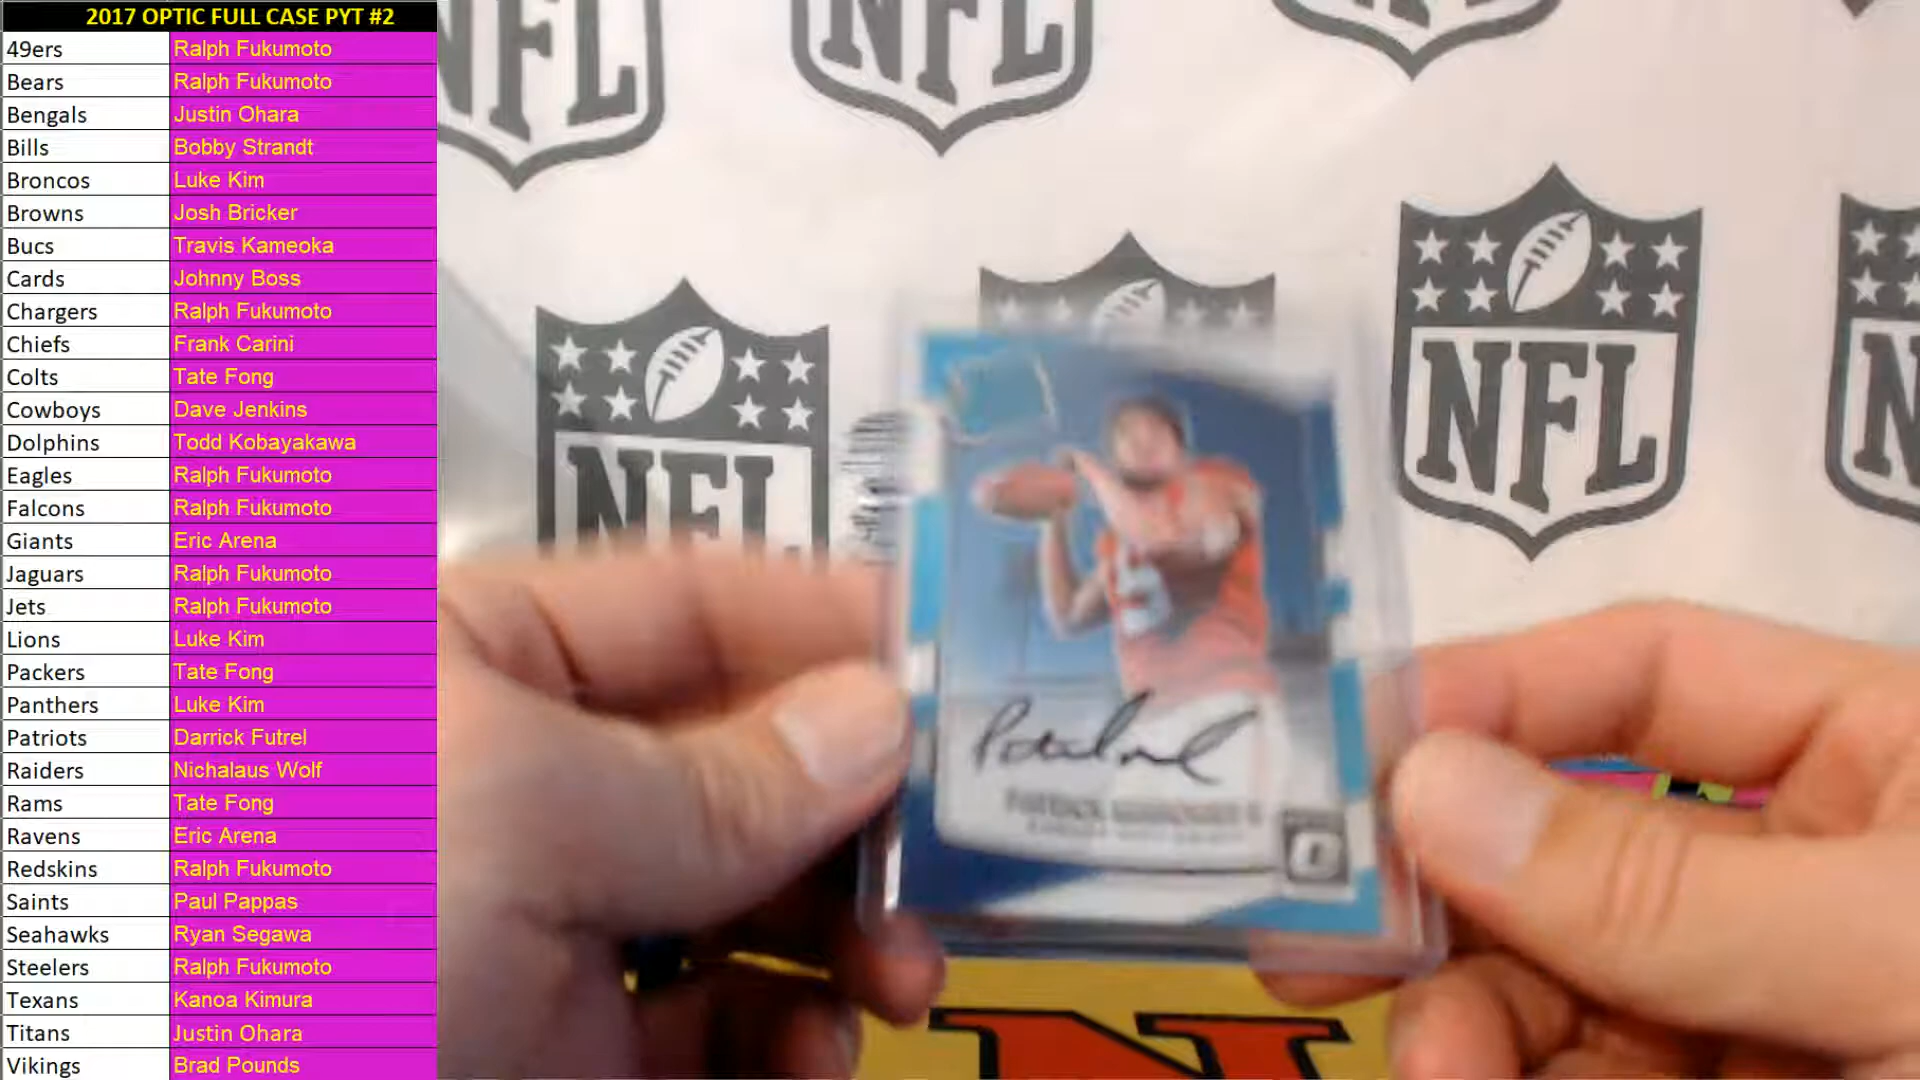 2017 OPTIC FULL CASE PYT #2
49ers Ralph Fukumoto
Bears Ralph Fukumoto
Bengals Justin Ohara
Bills Bobby Strandt
Broncos Luke Kim
Browns Josh Bricker
Bucs Travis Kameoka
Cards Johnny Boss
Chargers Ralph Fukumoto
Chiefs Frank Carini
Colts Tate Fong
Cowboys Dave Jenkins
Dolphins Todd Kobayakawa
Eagles Ralph Fukumoto
Falcons Ralph Fukumoto
Giants Eric Arena
Jaguars Ralph Fukumoto
Jets Ralph Fukumoto
Lions Luke Kim
Packers Tate Fong
Panthers Luke Kim
Patriots Darrick Futrel
Raiders Nichalaus Wolf
Rams Tate Fong
Ravens Eric Arena
Redskins Ralph Fukumoto
Saints Paul Pappas
Seahawks Ryan Segawa
Steelers Ralph Fukumoto
Texans Kanoa Kimura
Titans Justin Ohara
Vikings Brad Pounds
NFL
NFL
NFL
NFL
NFL